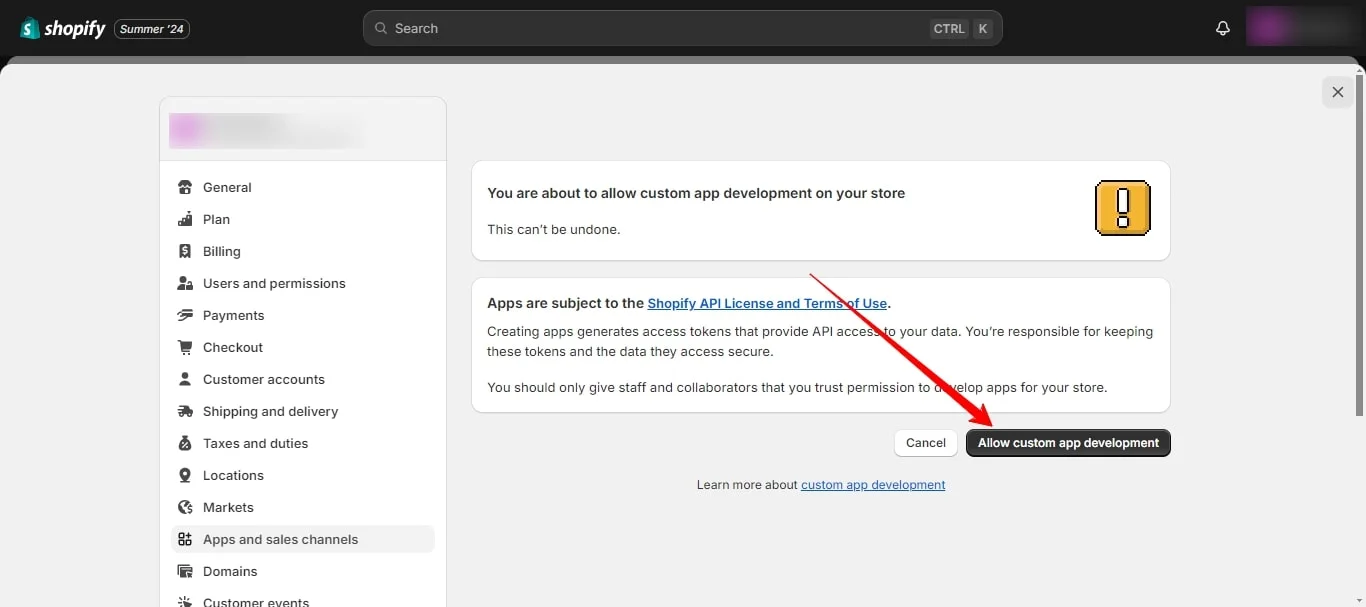 shopify Summer '24
Search CTRL K
General
Plan
Billing
Users and permissions
Payments
Checkout
Customer accounts
Shipping and delivery
Taxes and duties
Locations
Markets
Apps and sales channels
Domains
Customer events
You are about to allow custom app development on your store
This can't be undone.
Apps are subject to the Shopify API License and Terms of Use.
Creating apps generates access tokens that provide API access to your data. You're responsible for keeping
these tokens and the data they access secure.
You should only give staff and collaborators that you trust permission to develop apps for your store.
Cancel
Allow custom app development
Learn more about custom app development